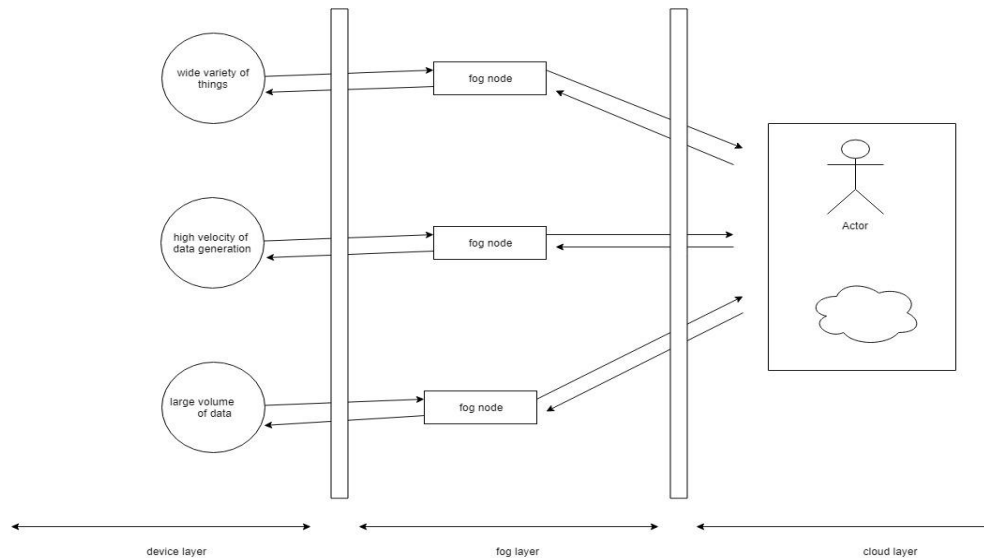 wide variety of
things
fog node
high velocity of
data generation
fog node
Actor
large volume
of data
fog node
device layer
fog layer
cloud layer